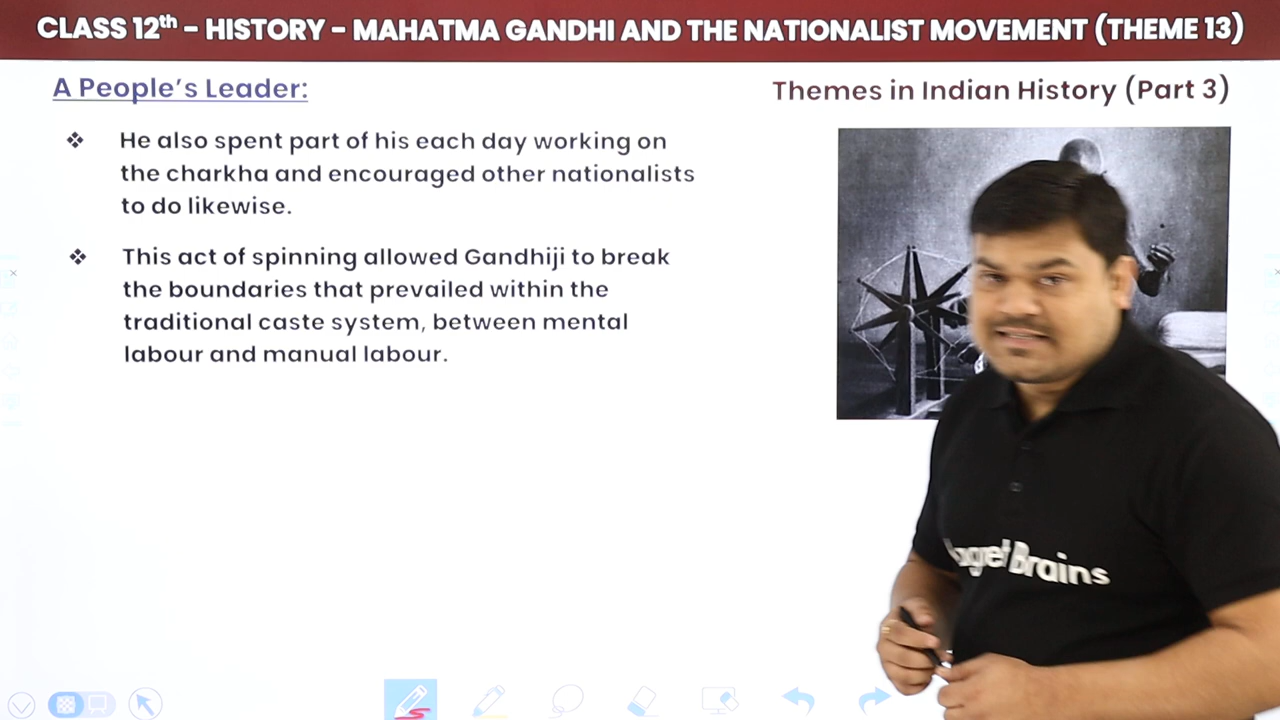 CLASS 12th – HISTORY – MAHATMA GANDHI AND THE NATIONALIST MOVEMENT (THEME 13)
A People's Leader:
Themes in Indian History (Part 3)
He also spent part of his each day working on
the charkha and encouraged other nationalists
to do likewise.
This act of spinning allowed Gandhiji to break
the boundaries that prevailed within the
traditional caste system, between mental
labour and manual labour.
Brains